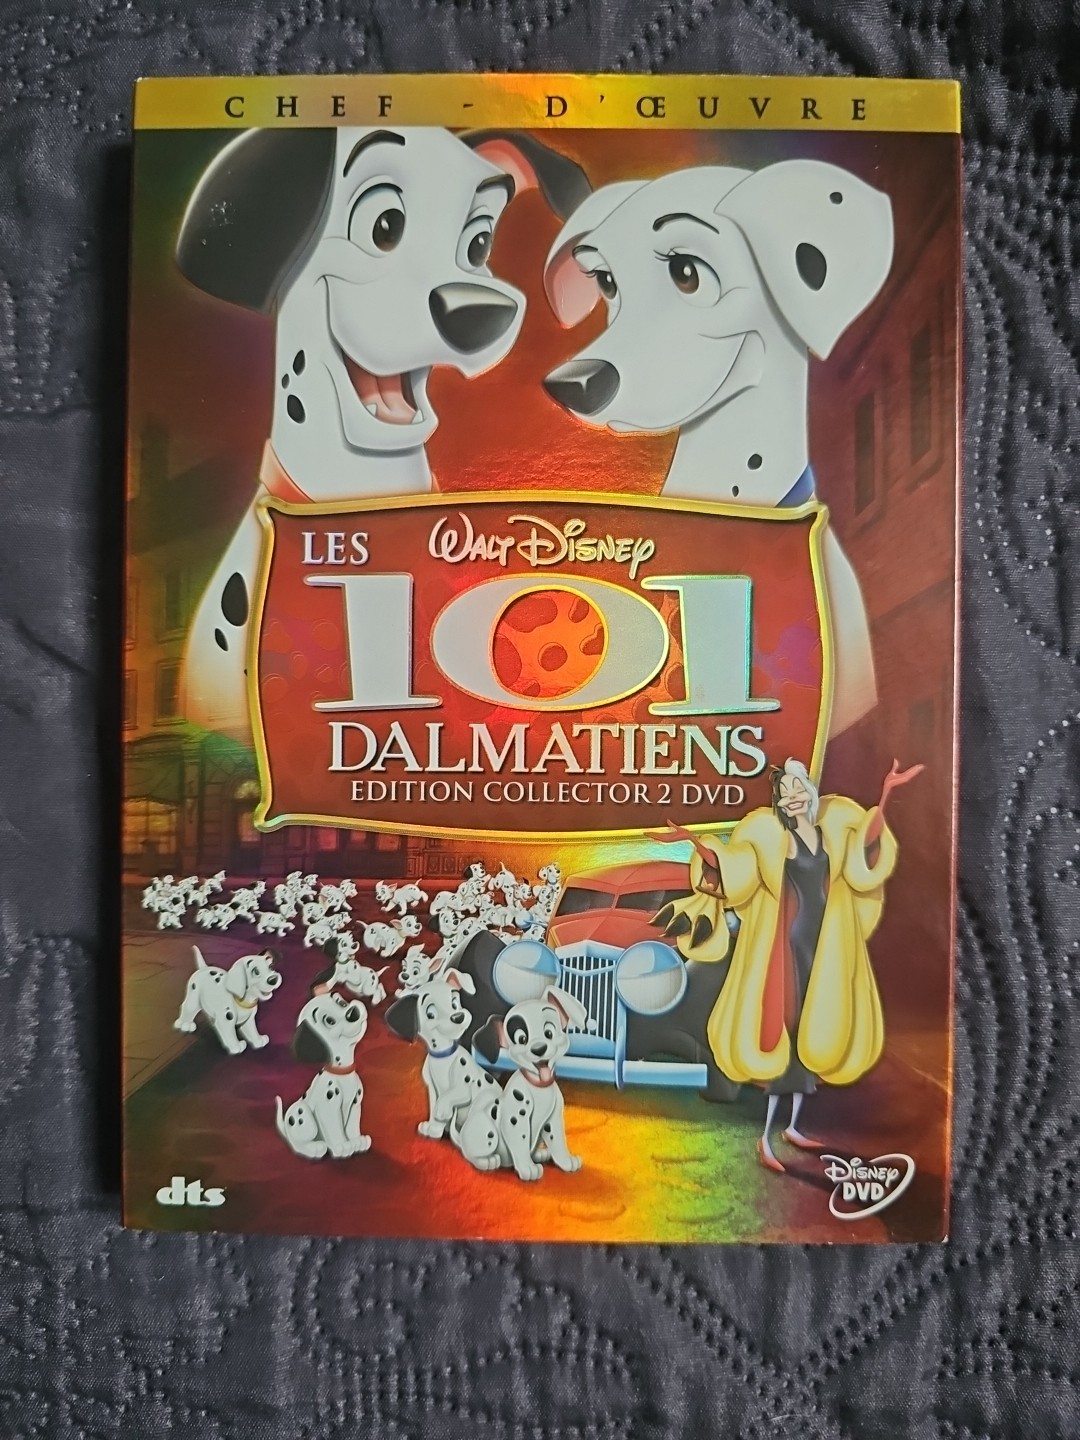 CHEF - D'ŒUVRE
LES
WALT DISNEY
101
DALMATIENS
EDITION COLLECTOR 2 DVD
dts
DISNEY
DVD